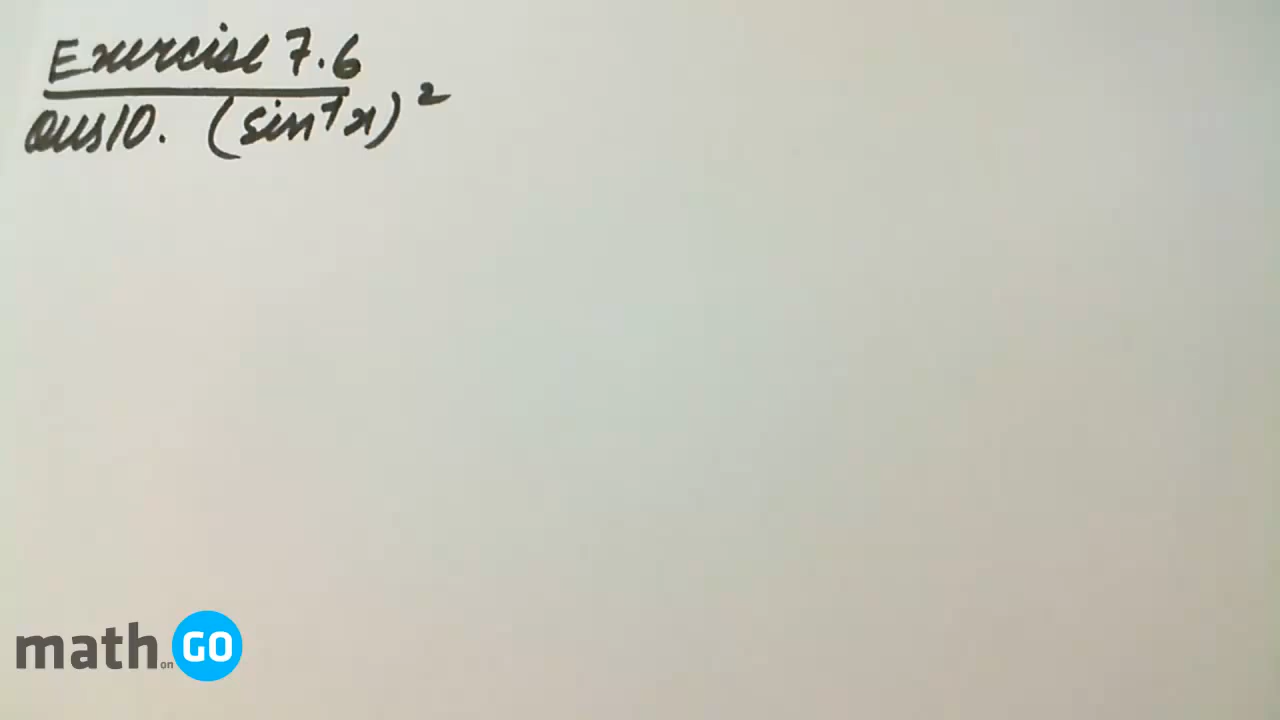 Exercise 7.6
Ques10. (sin⁻¹x)²
math on GO